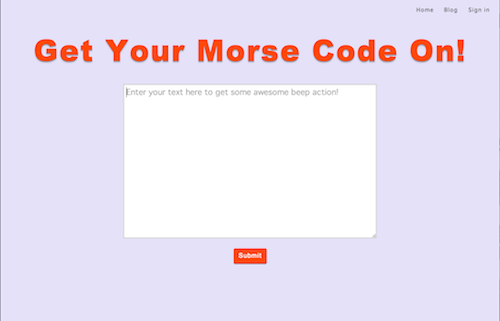 Home Blog Sign in
Get Your Morse Code On!
Enter your text here to get some awesome beep action!
Submit